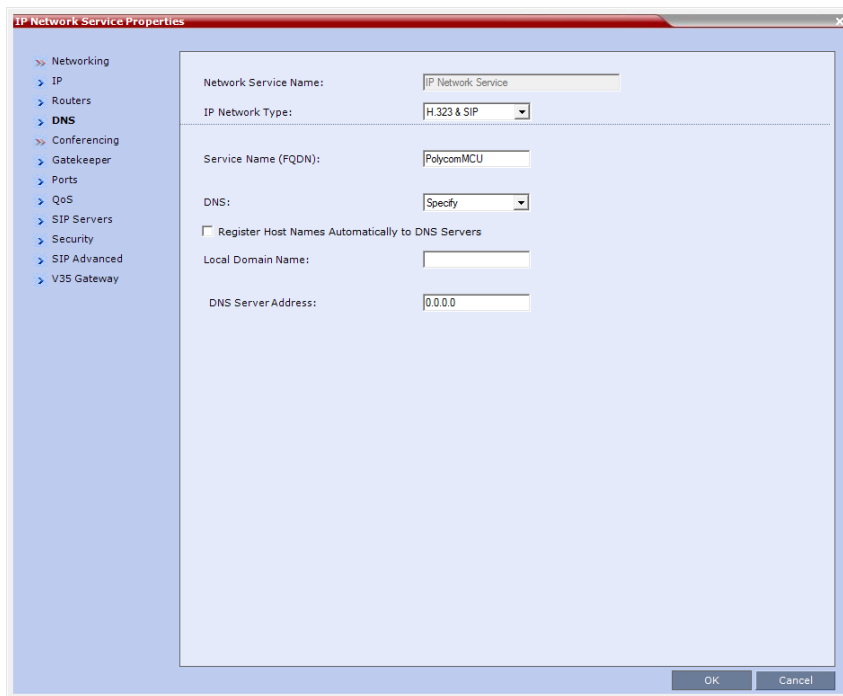 IP Network Service Properties
Networking
IP
Routers
DNS
Conferencing
Gatekeeper
Ports
QoS
SIP Servers
Security
SIP Advanced
V35 Gateway
Network Service Name: IP Network Service
IP Network Type: H.323 & SIP
Service Name (FQDN): PolycomMCU
DNS: Specify
Register Host Names Automatically to DNS Servers
Local Domain Name:
DNS Server Address: 0.0.0.0
OK Cancel